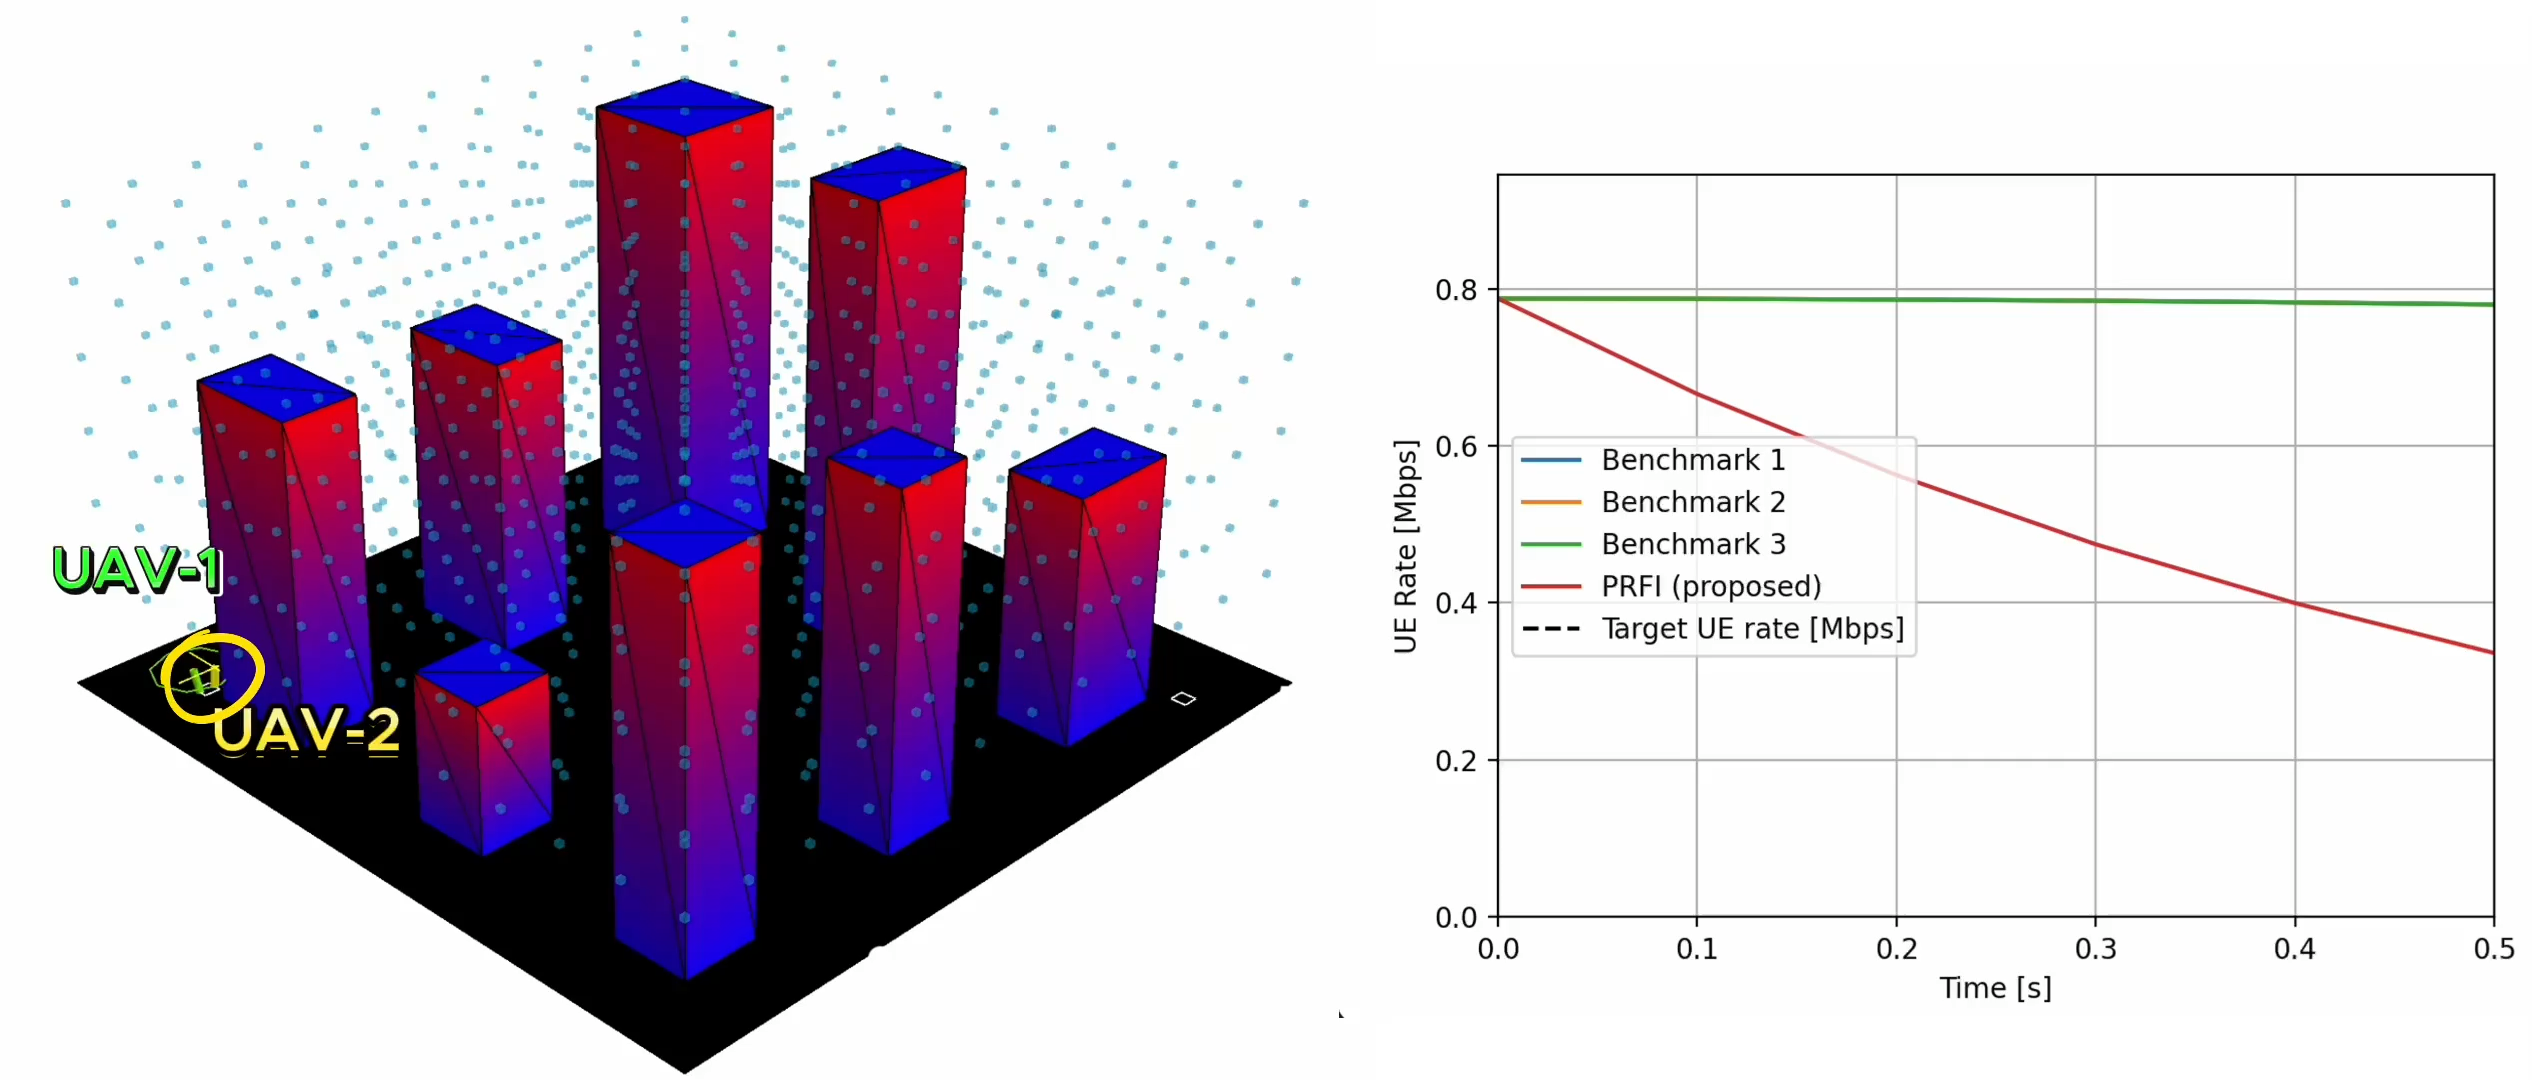 UAV-1
UAV-2
0.8
0.6
0.4
0.2
0.0
UE Rate [Mbps]
Benchmark 1
Benchmark 2
Benchmark 3
PRFI (proposed)
Target UE rate [Mbps]
0.0 0.1 0.2 0.3 0.4 0.5
Time [s]